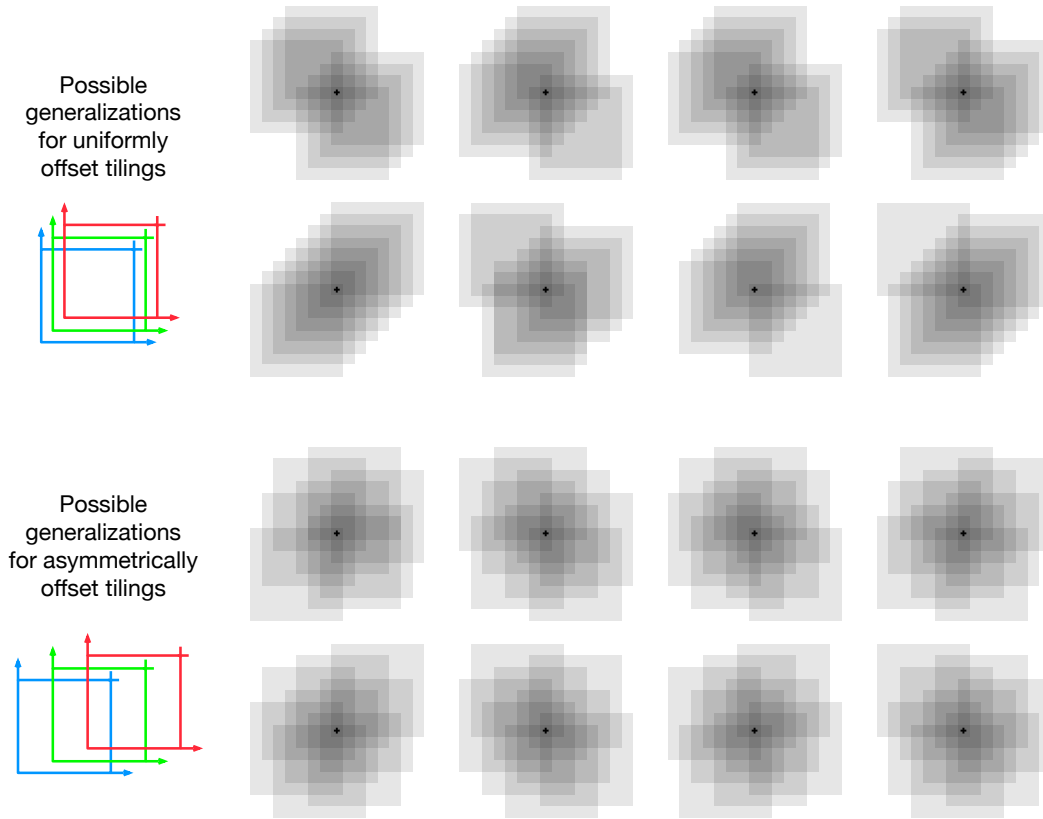 Possible
generalizations
for uniformly
offset tilings
Possible
generalizations
for asymmetrically
offset tilings